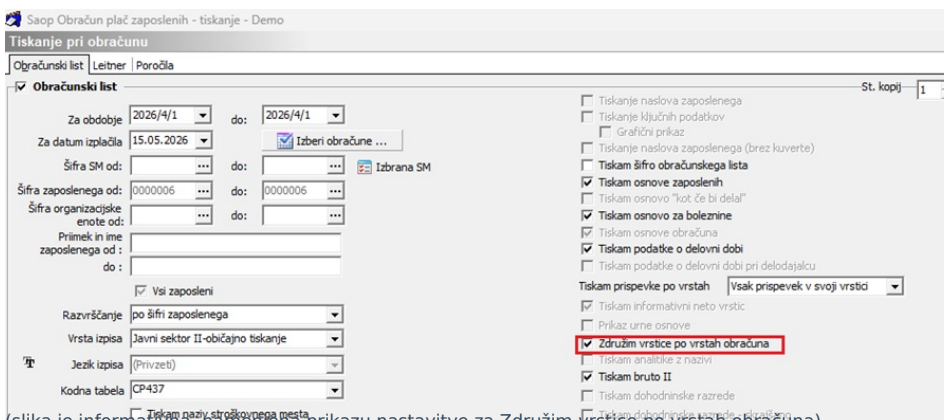 Saop Obračun plač zaposlenih - tiskanje - Demo
Tiskanje pri obračunu
Obračunski list Leitner Poročila
Obračunski list
St. kopij 1
Za obdobje 2026/4/1 do: 2026/4/1
Za datum izplačila 15.05.2026 Izberi obračune ...
Šifra SM od: ... do: ... Izbrana SM
Šifra zaposlenega od: 0000006 ... do: 0000006 ...
Šifra organizacijske
enote od: ... do: ...
Priimek in ime
zaposlenega od :
do :
Vsi zaposleni
Razvrščanje po šifri zaposlenega
Vrsta izpisa Javni sektor II-običajno tiskanje
Jezik izpisa (Privzeti)
Kodna tabela CP437
Tiskam naziv stroškovnega mesta
Tiskanje naslova zaposlenega
Tiskanje ključnih podatkov
Grafični prikaz
Tiskanje naslova zaposlenega (brez kuverte)
Tiskam šifro obračunskega lista
Tiskam osnove zaposlenih
Tiskam osnovo "kot če bi delal"
Tiskam osnovo za boleznine
Tiskam osnove obračuna
Tiskam podatke o delovni dobi
Tiskam podatke o delovni dobi pri delodajalcu
Tiskam prispevke po vrstah Vsak prispevek v svoji vrstici
Tiskam informativni neto vrstic
Prikaz urne osnove
Združim vrstice po vrstah obračuna
Tiskam analitike z nazivi
Tiskam bruto II
Tiskam dohodninske razrede
Tiskam dohodninske razrede
(slika je informativna prikazu nastavitve za Združim vrstice po vrstah obračuna)